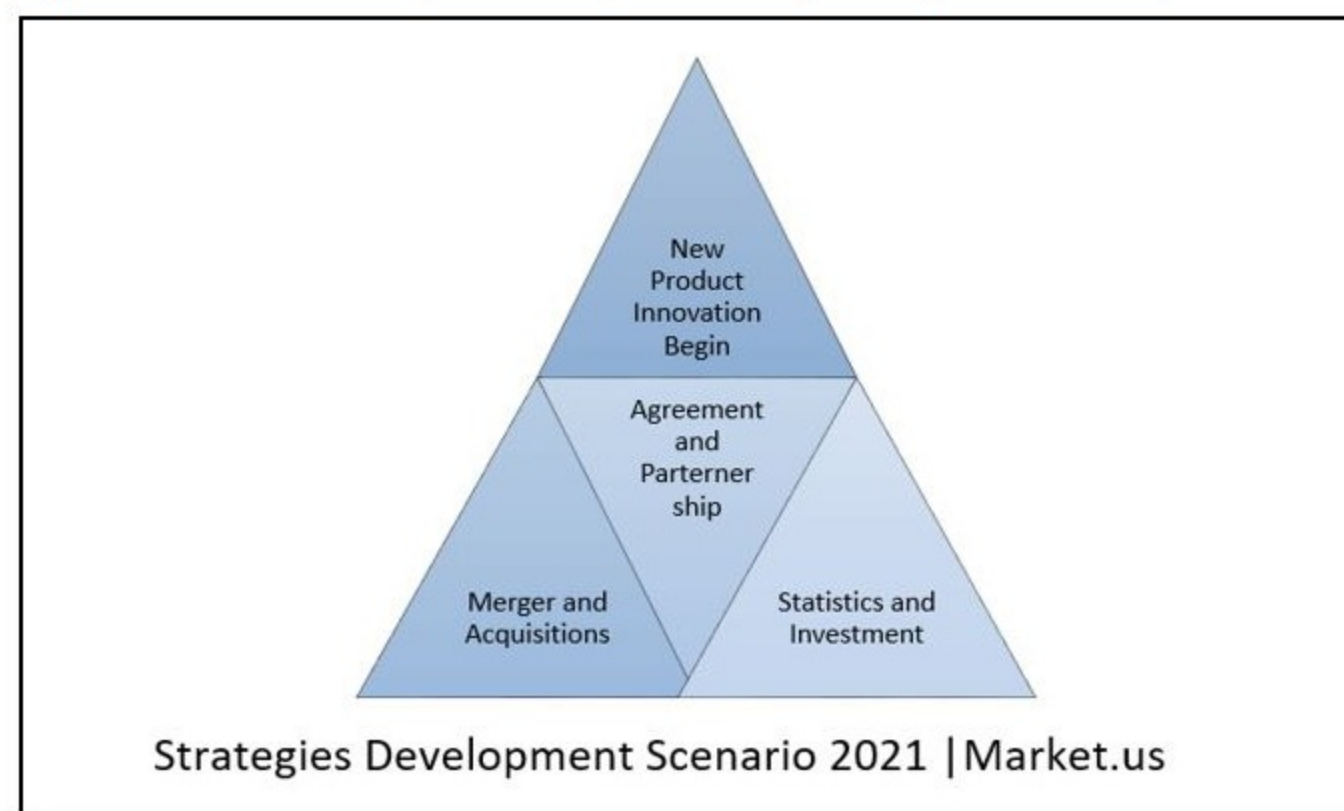 New
Product
Innovation
Begin
Agreement
and
Parterner
ship
Merger and
Acquisitions
Statistics and
Investment
Strategies Development Scenario 2021 |Market.us